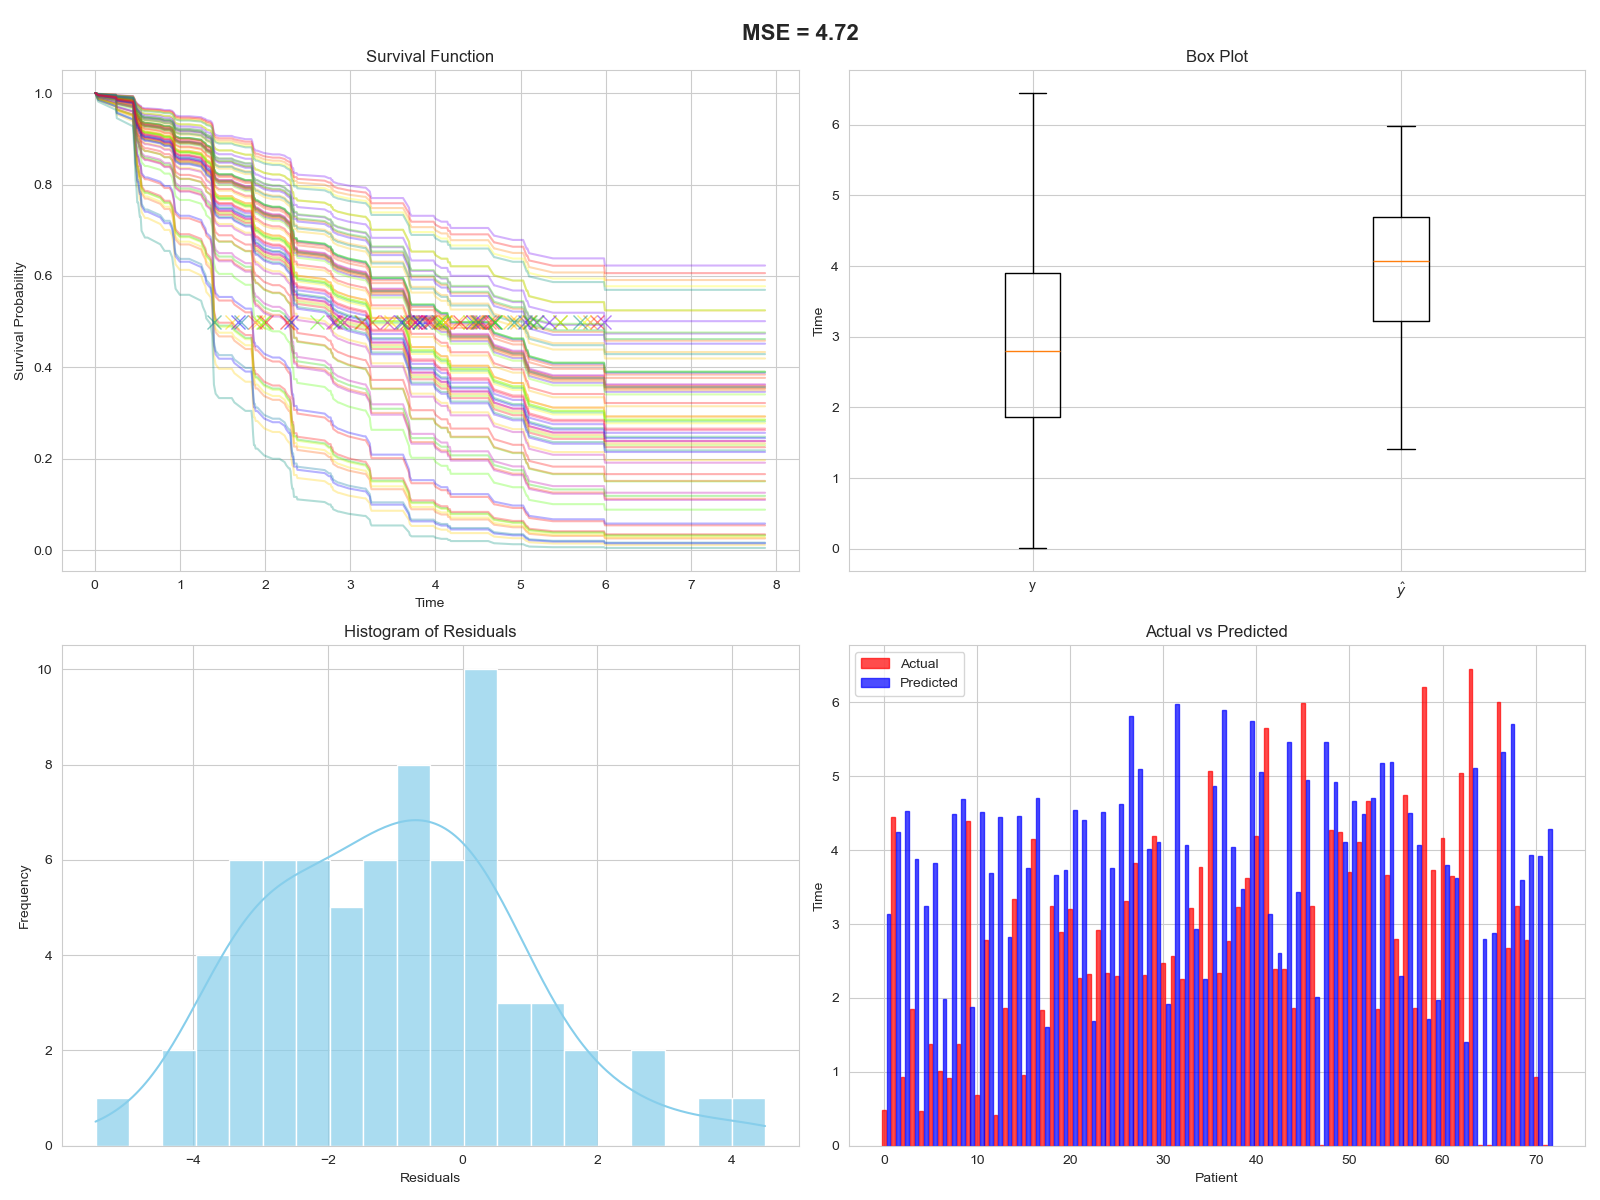 MSE = 4.72
Survival Function
Survival Probability
1.0
0.8
0.6
0.4
0.2
0.0
0 1 2 3 4 5 6 7 8
Time
Box Plot
Time
6
5
4
3
2
1
0
y ŷ
Histogram of Residuals
Frequency
10
8
6
4
2
0
−4 −2 0 2 4
Residuals
Actual vs Predicted
Actual
Predicted
Time
6
5
4
3
2
1
0
0 10 20 30 40 50 60 70
Patient